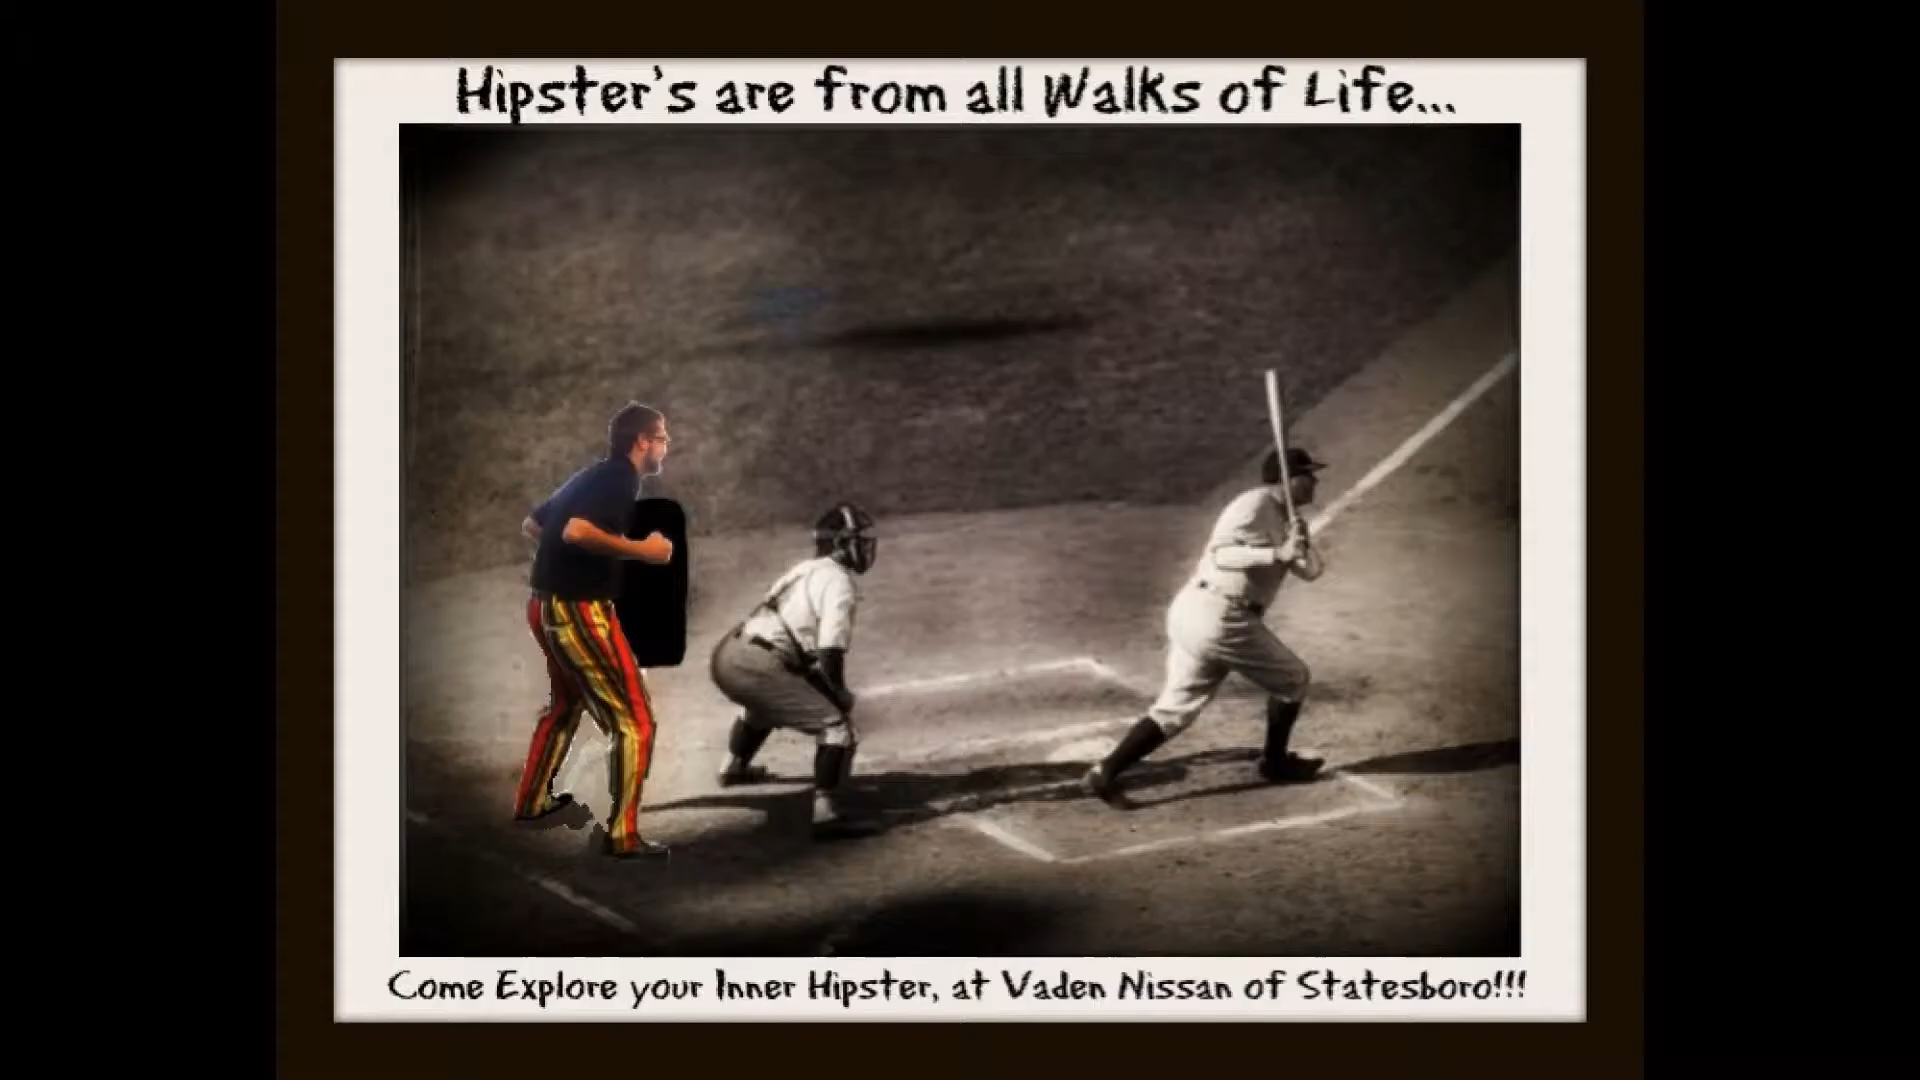 Hipster's are from all Walks of Life...
Come Explore your Inner Hipster, at Vaden Nissan of Statesboro!!!